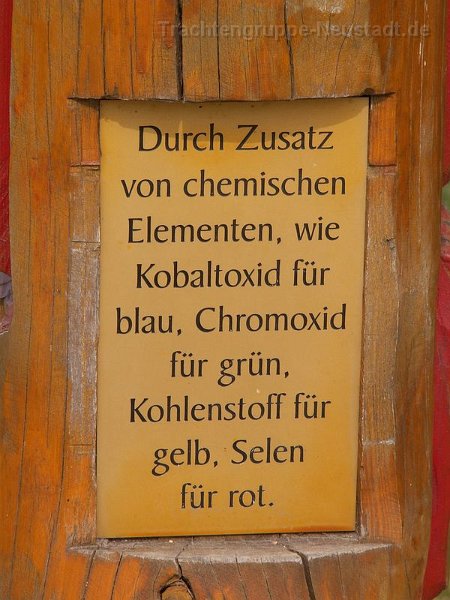 Trachtengruppe-Neustadt.de
Durch Zusatz
von chemischen
Elementen, wie
Kobaltoxid für
blau, Chromoxid
für grün,
Kohlenstoff für
gelb, Selen
für rot.